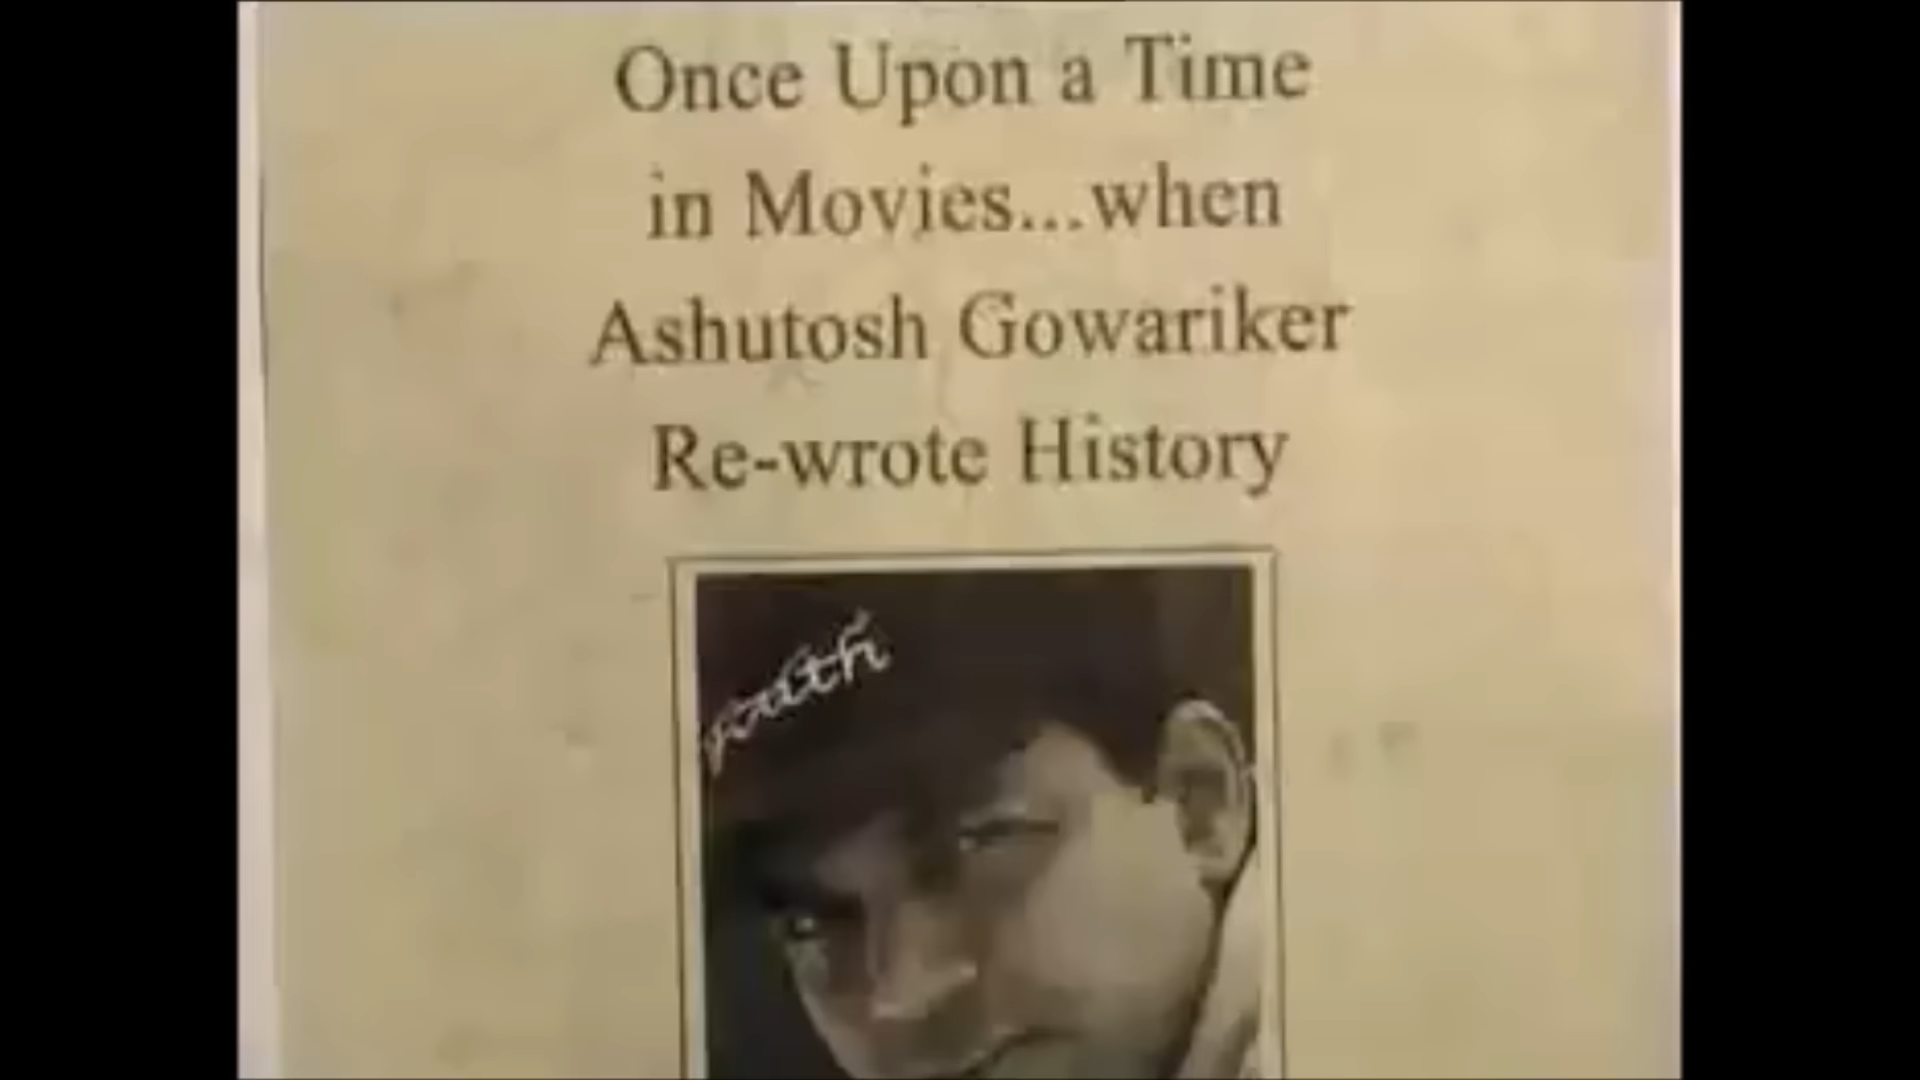 Once Upon a Time
in Movies...when
Ashutosh Gowariker
Re-wrote History